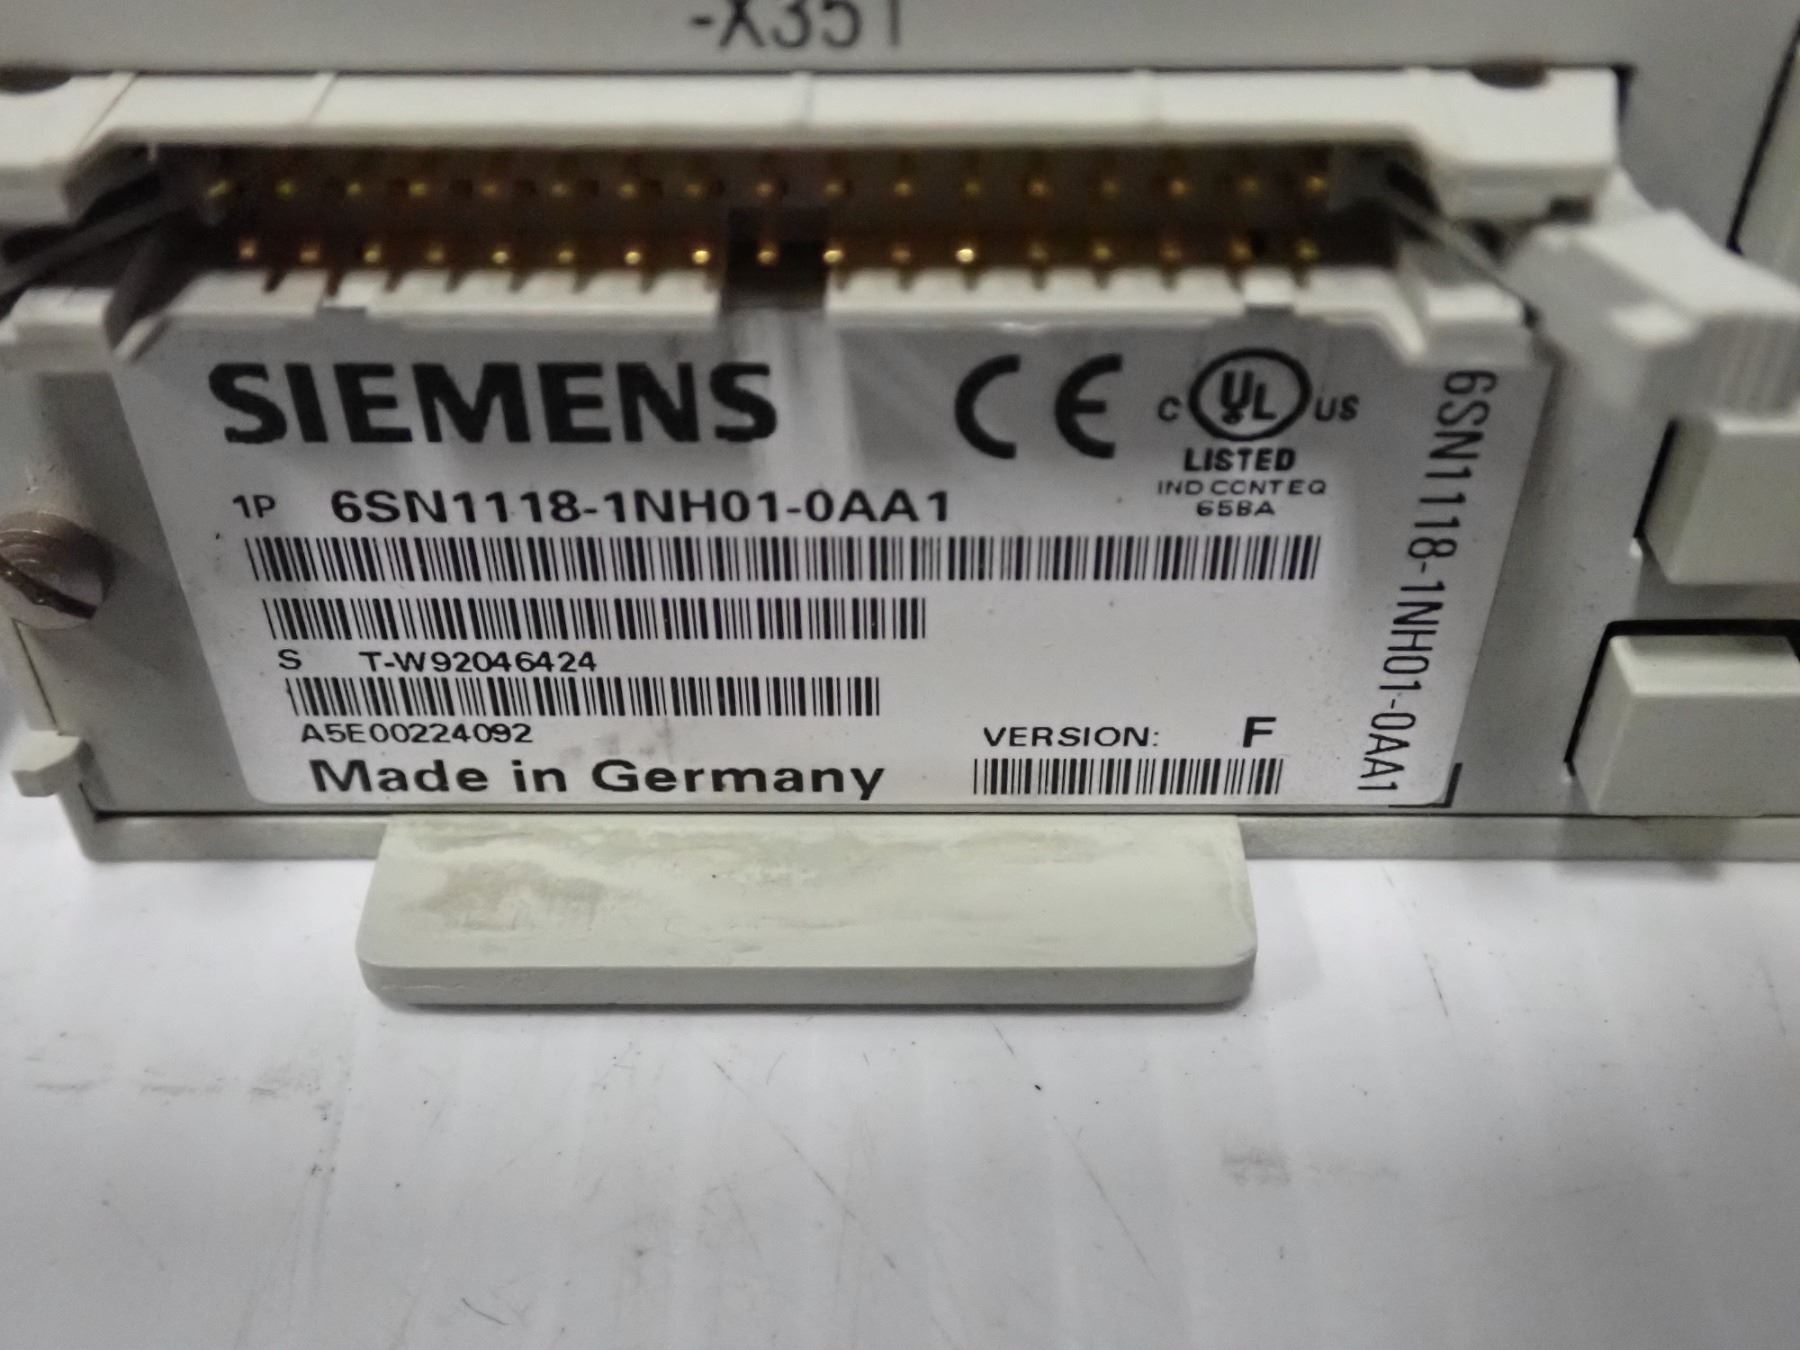 -X351
SIEMENS
CE
C UL US
LISTED
IND CONT EQ
65BA
1P 6SN1118-1NH01-0AA1
S T-W92046424
A5E00224092
VERSION: F
Made in Germany
6SN1118-1NH01-0AA1